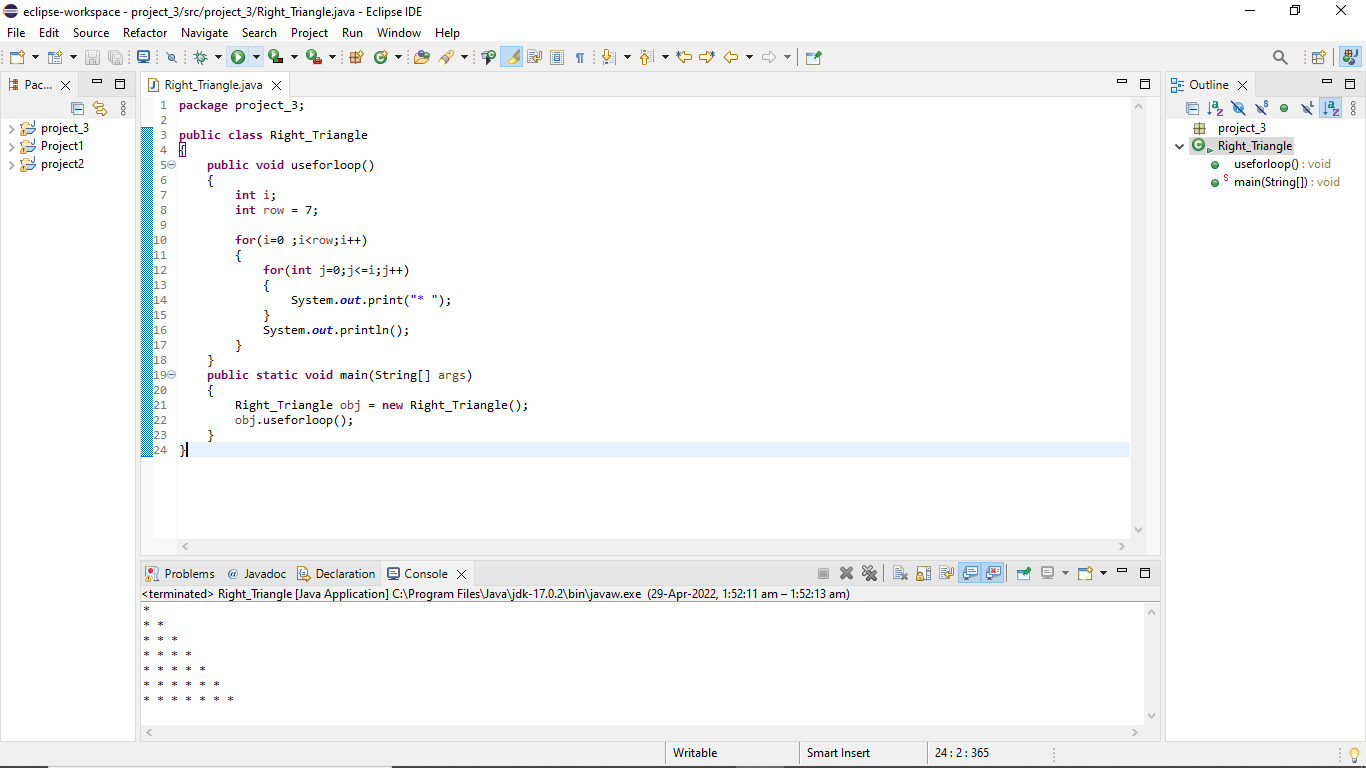 eclipse-workspace - project_3/src/project_3/Right_Triangle.java - Eclipse IDE
File Edit Source Refactor Navigate Search Project Run Window Help
Pac...
project_3
Project1
project2
Right_Triangle.java
1 package project_3;
2
3 public class Right_Triangle
4 {
5 public void useforloop()
6 {
7 int i;
8 int row = 7;
9
10 for(i=0 ;i<row;i++)
11 {
12 for(int j=0;j<=i;j++)
13 {
14 System.out.print("* ");
15 }
16 System.out.println();
17 }
18 }
19 public static void main(String[] args)
20 {
21 Right_Triangle obj = new Right_Triangle();
22 obj.useforloop();
23 }
24 }
Outline
project_3
Right_Triangle
useforloop() : void
main(String[]) : void
Problems @ Javadoc Declaration Console
<terminated> Right_Triangle [Java Application] C:\Program Files\Java\jdk-17.0.2\bin\javaw.exe (29-Apr-2022, 1:52:11 am – 1:52:13 am)
*
* *
* * *
* * * *
* * * * *
* * * * * *
* * * * * * *
Writable Smart Insert 24 : 2 : 365